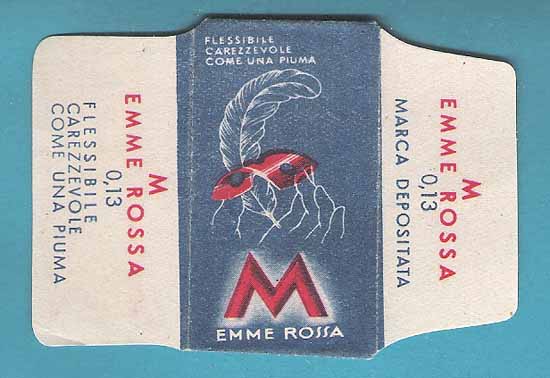 FLESSIBILE
CAREZZEVOLE
COME UNA PIUMA
M
EMME ROSSA
M
EMME ROSSA
0,13
FLESSIBILE
CAREZZEVOLE
COME UNA PIUMA
M
EMME ROSSA
0,13
MARCA DEPOSITATA